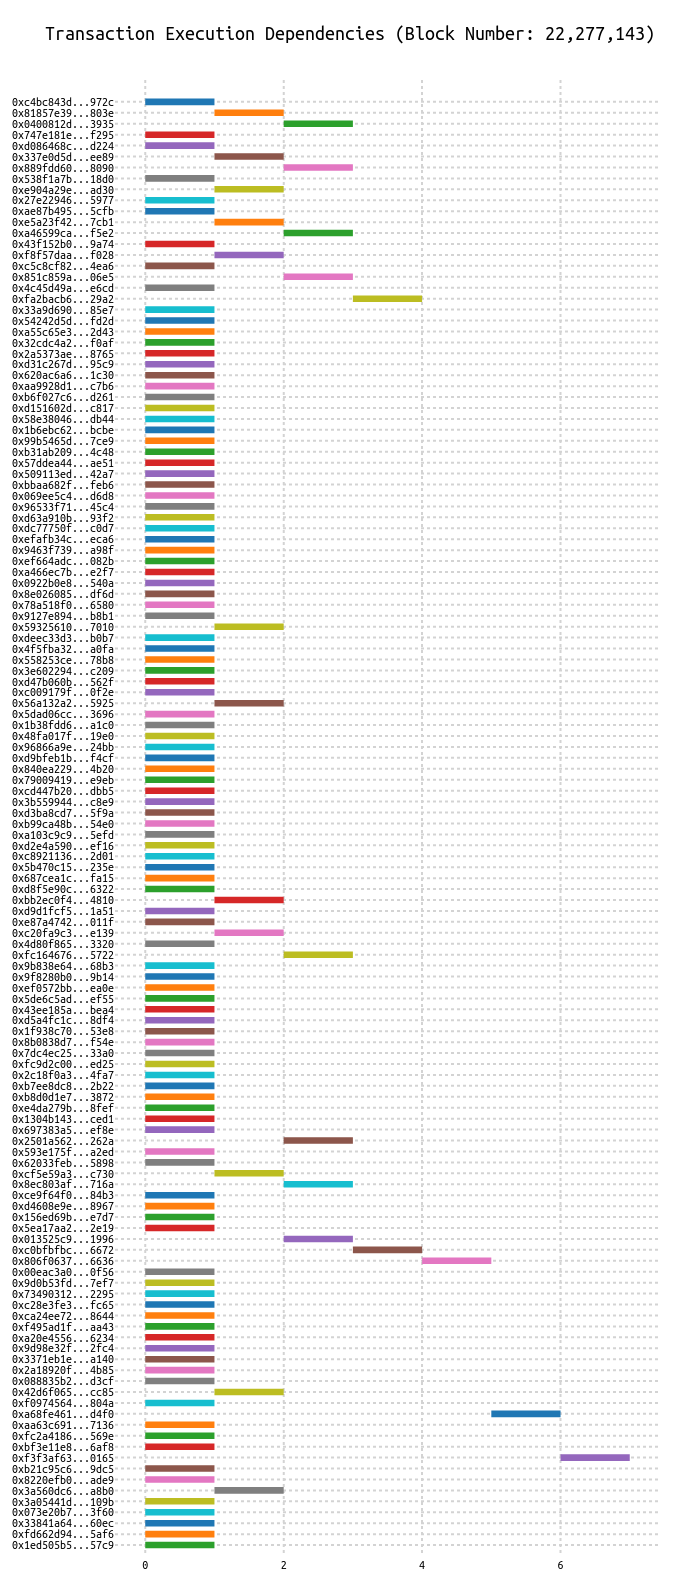 Transaction Execution Dependencies (Block Number: 22,277,143)
0xc4bc843d...972c
0x81857e39...803e
0x0400812d...3935
0x747e181e...f295
0xd086468c...d224
0x337e0d5d...ee89
0x889fdd60...8090
0x538f1a7b...18d0
0xe904a29e...ad30
0x27e22946...5977
0xae87b495...5cfb
0xe5a23f42...7cb1
0xa46599ca...f5e2
0x43f152b0...9a74
0xf8f57daa...f028
0xc5c8cf82...4ea6
0x851c859a...06e5
0x4c45d49a...e6cd
0xfa2bacb6...29a2
0x33a9d690...85e7
0x54242d5d...fd2d
0xa55c65e3...2d43
0x32cdc4a2...f0af
0x2a5373ae...8765
0xd31c267d...95c9
0x620ac6a6...1c30
0xaa9928d1...c7b6
0xb6f027c6...d261
0xd151602d...c817
0x58e38046...db44
0x1b6ebc62...bcbe
0x99b5465d...7ce9
0xb31ab209...4c48
0x57ddea44...ae51
0x509113ed...42a7
0xbbaa682f...feb6
0x069ee5c4...d6d8
0x96533f71...45c4
0xd63a910b...93f2
0xdc77750f...c0d7
0xefafb34c...eca6
0x9463f739...a98f
0xef664adc...082b
0xa466ec7b...e2f7
0x0922b0e8...540a
0x8e026085...df6d
0x78a518f0...6580
0x9127e894...b8b1
0x59325610...7010
0xdeec33d3...b0b7
0x4f5fba32...a0fa
0x558253ce...78b8
0x3e602294...c209
0xd47b060b...562f
0xc009179f...0f2e
0x56a132a2...5925
0x5dad06cc...3696
0x1b38fdd6...a1c0
0x48fa017f...19e0
0x96866a9e...24bb
0xd9bfeb1b...f4cf
0x840ea229...4b20
0x79009419...e9eb
0xcd447b20...dbb5
0x3b559944...c8e9
0xd3ba8cd7...5f9a
0xb99ca48b...54e0
0xa103c9c9...5efd
0xd2e4a590...ef16
0xc8921136...2d01
0x5b470c15...235e
0x687cea1c...fa15
0xd8f5e90c...6322
0xbb2ec0f4...4810
0xd9d1fcf5...1a51
0xe87a4742...011f
0xc20fa9c3...e139
0x4d80f865...3320
0xfc164676...5722
0x9b838e64...68b3
0x9f8280b0...9b14
0xef0572bb...ea0e
0x5de6c5ad...ef55
0x43ee185a...bea4
0xd5a4fc1c...8df4
0x1f938c70...53e8
0x8b0838d7...f54e
0x7dc4ec25...33a0
0xfc9d2c00...ed25
0x2c18f0a3...4fa7
0xb7ee8dc8...2b22
0xb8d0d1e7...3872
0xe4da279b...8fef
0x1304b143...ced1
0x697383a5...ef8e
0x2501a562...262a
0x593e175f...a2ed
0x62033feb...5898
0xcf5e59a3...c730
0x8ec803af...716a
0xce9f64f0...84b3
0xd4608e9e...8967
0x156ed69b...e7d7
0x5ea17aa2...2e19
0x013525c9...1996
0xc0bfbfbc...6672
0x806f0637...6636
0x00eac3a0...0f56
0x9d0b53fd...7ef7
0x73490312...2295
0xc28e3fe3...fc65
0xca24ee72...8644
0xf495ad1f...aa43
0xa20e4556...6234
0x9d98e32f...2fc4
0x3371eb1e...a140
0x2a18920f...4b85
0x088835b2...d3cf
0x42d6f065...cc85
0xf0974564...804a
0xa68fe461...d4f0
0xaa63c691...7136
0xfc2a4186...569e
0xbf3e11e8...6af8
0xf3f3af63...0165
0xb21c95c6...9dc5
0x8220efb0...ade9
0x3a560dc6...a8b0
0x3a05441d...109b
0x073e20b7...3f60
0x33841a64...60ec
0xfd662d94...5af6
0x1ed505b5...57c9
0 2 4 6